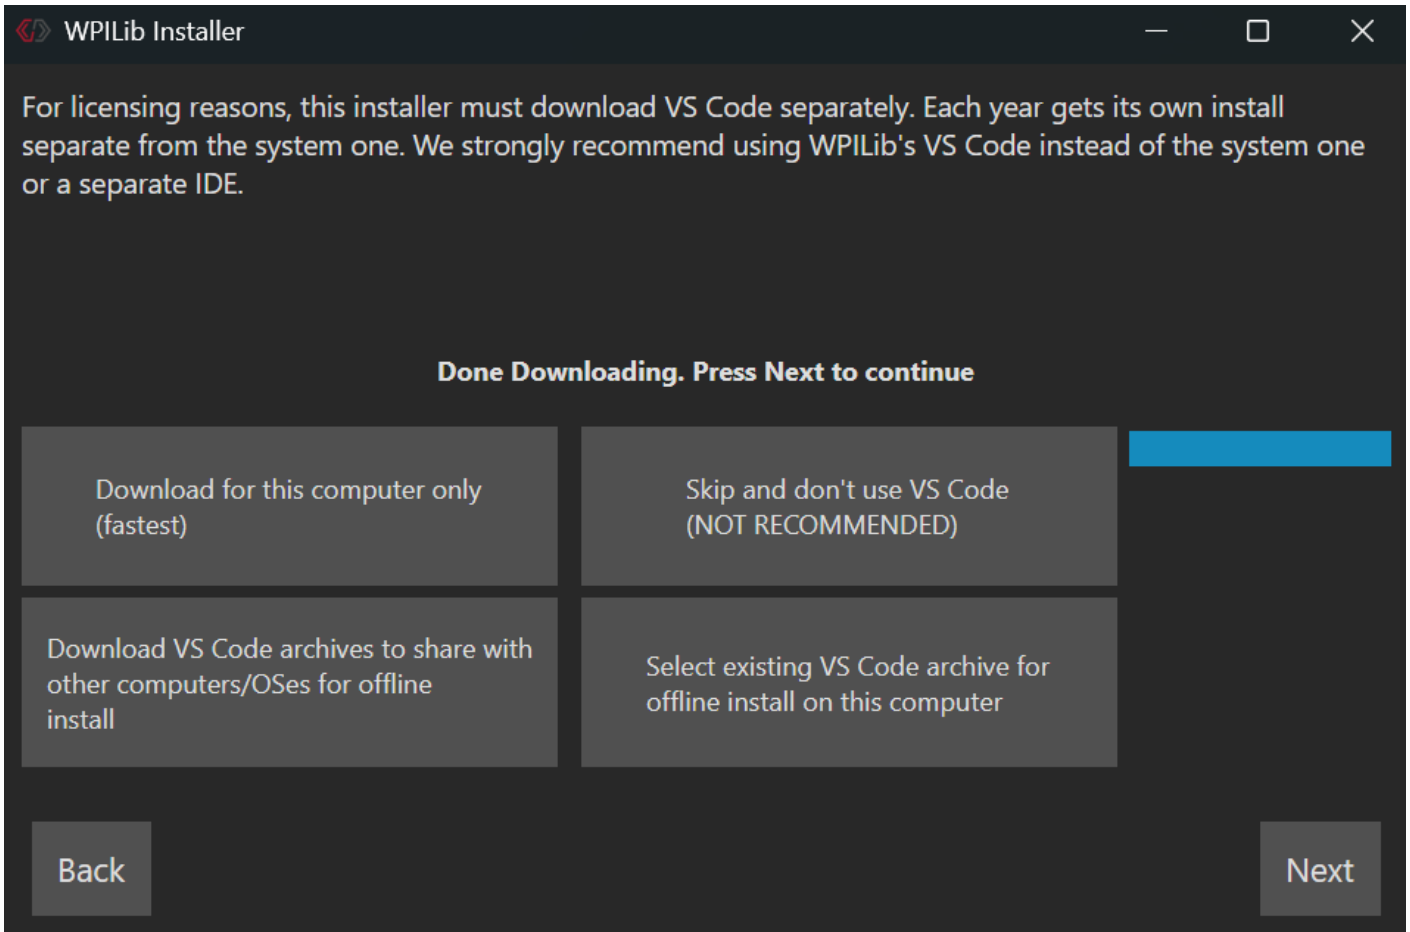 WPILib Installer
For licensing reasons, this installer must download VS Code separately. Each year gets its own install
separate from the system one. We strongly recommend using WPILib's VS Code instead of the system one
or a separate IDE.
Done Downloading. Press Next to continue
Download for this computer only
(fastest)
Skip and don't use VS Code
(NOT RECOMMENDED)
Download VS Code archives to share with
other computers/OSes for offline
install
Select existing VS Code archive for
offline install on this computer
Back
Next